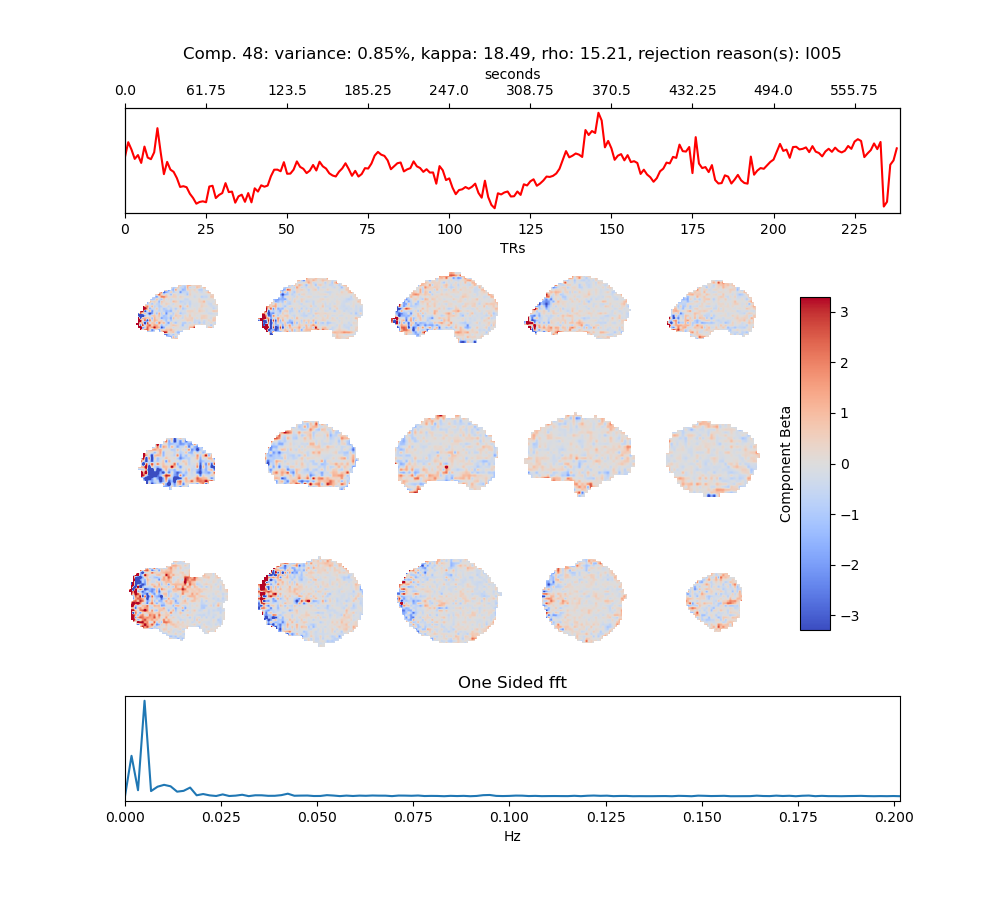 Comp. 48: variance: 0.85%, kappa: 18.49, rho: 15.21, rejection reason(s): I005
seconds
0.0 61.75 123.5 185.25 247.0 308.75 370.5 432.25 494.0 555.75
0 25 50 75 100 125 150 175 200 225
TRs
3
2
1
0
−1
−2
−3
Component Beta
One Sided fft
0.000 0.025 0.050 0.075 0.100 0.125 0.150 0.175 0.200
Hz